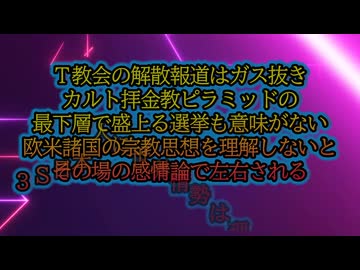 T教会の解散報道はガス抜き
カルト拝金教ピラミッドの
最下層で盛上る選挙も意味がない
欧米諸国の宗教思想を理解しないと
その場の感情論で左右される
3S